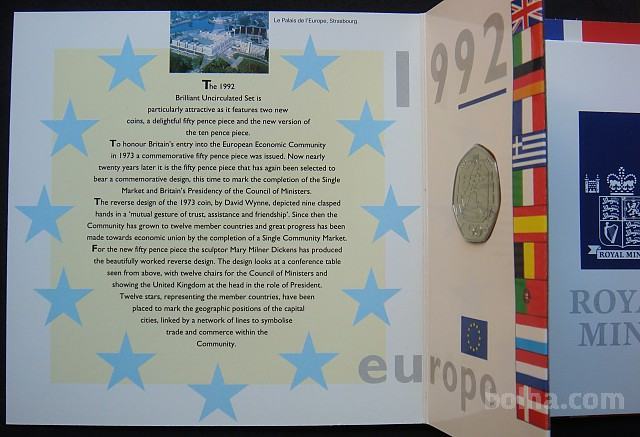 Le Palais de l'Europe, Strasbourg.
The 1992
Brilliant Uncirculated Set is
particularly attractive as it features two new
coins, a delightful fifty pence piece and the new version of
the ten pence piece.
To honour Britain's entry into the European Economic Community
in 1973 a commemorative fifty pence piece was issued. Now nearly
twenty years later it is the fifty pence piece that has again been selected to
bear a commemorative design, this time to mark the completion of the Single
Market and Britain's Presidency of the Council of Ministers.
The reverse design of the 1973 coin, by David Wynne, depicted nine clasped
hands in a 'mutual gesture of trust, assistance and friendship'. Since then the
Community has grown to twelve member countries and great progress has been
made towards economic union by the completion of a Single Community Market.
For the new fifty pence piece the sculptor Mary Milner Dickens has produced
the beautifully worked reverse design. The design looks at a conference table
seen from above, with twelve chairs for the Council of Ministers and
showing the United Kingdom at the head in the role of President.
Twelve stars, representing the member countries, have been
placed to mark the geographic positions of the capital
cities, linked by a network of lines to symbolise
trade and commerce within the
Community.
1992
europe
ROYAL MIN
ROYA
MIN
bolha.com